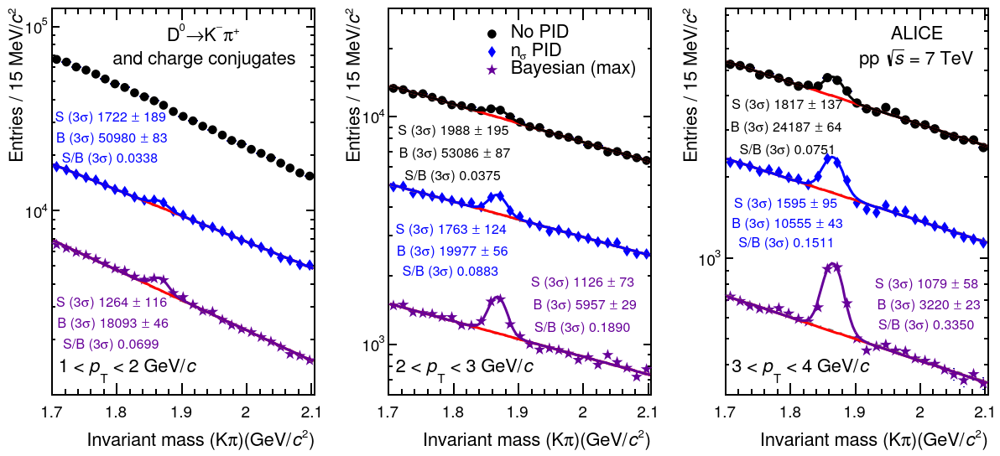 Entries / 15 MeV/c²
10⁵
10⁴
D⁰→K⁻π⁺
and charge conjugates
S (3σ) 1722 ± 189
B (3σ) 50980 ± 83
S/B (3σ) 0.0338
S (3σ) 1264 ± 116
B (3σ) 18093 ± 46
S/B (3σ) 0.0699
1 < p_T < 2 GeV/c
1.7 1.8 1.9 2 2.1
Invariant mass (Kπ)(GeV/c²)
Entries / 15 MeV/c²
10⁴
10³
No PID
n_σ PID
Bayesian (max)
S (3σ) 1988 ± 195
B (3σ) 53086 ± 87
S/B (3σ) 0.0375
S (3σ) 1763 ± 124
B (3σ) 19977 ± 56
S/B (3σ) 0.0883
S (3σ) 1126 ± 73
B (3σ) 5957 ± 29
S/B (3σ) 0.1890
2 < p_T < 3 GeV/c
1.7 1.8 1.9 2 2.1
Invariant mass (Kπ)(GeV/c²)
Entries / 15 MeV/c²
10³
ALICE
pp √s = 7 TeV
S (3σ) 1817 ± 137
B (3σ) 24187 ± 64
S/B (3σ) 0.0751
S (3σ) 1595 ± 95
B (3σ) 10555 ± 43
S/B (3σ) 0.1511
S (3σ) 1079 ± 58
B (3σ) 3220 ± 23
S/B (3σ) 0.3350
3 < p_T < 4 GeV/c
1.7 1.8 1.9 2 2.1
Invariant mass (Kπ)(GeV/c²)